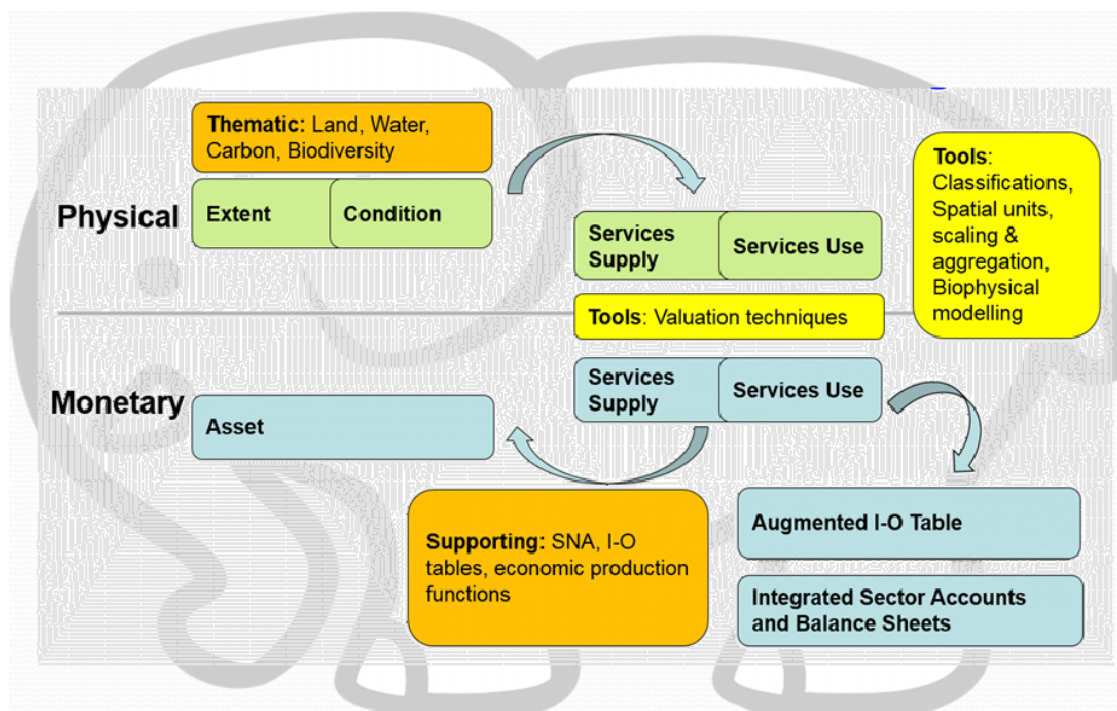 Thematic: Land, Water,
Carbon, Biodiversity
Physical
Extent
Condition
Services
Supply
Services Use
Tools:
Classifications,
Spatial units,
scaling &
aggregation,
Biophysical
modelling
Tools: Valuation techniques
Monetary
Asset
Services
Supply
Services Use
Supporting: SNA, I-O
tables, economic production
functions
Augmented I-O Table
Integrated Sector Accounts
and Balance Sheets